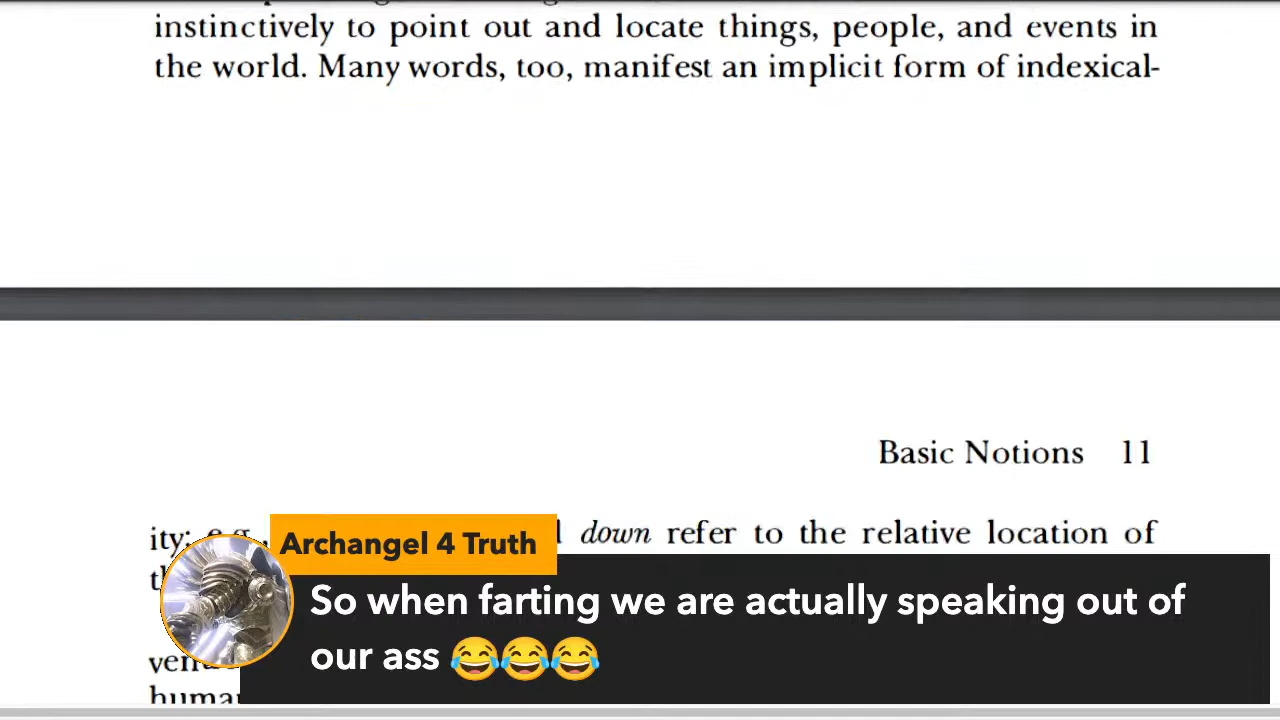 instinctively to point out and locate things, people, and events in
the world. Many words, too, manifest an implicit form of indexical-
Basic Notions 11
ity; e.g., down refer to the relative location of
Archangel 4 Truth
So when farting we are actually speaking out of
our ass 😂😂😂
human